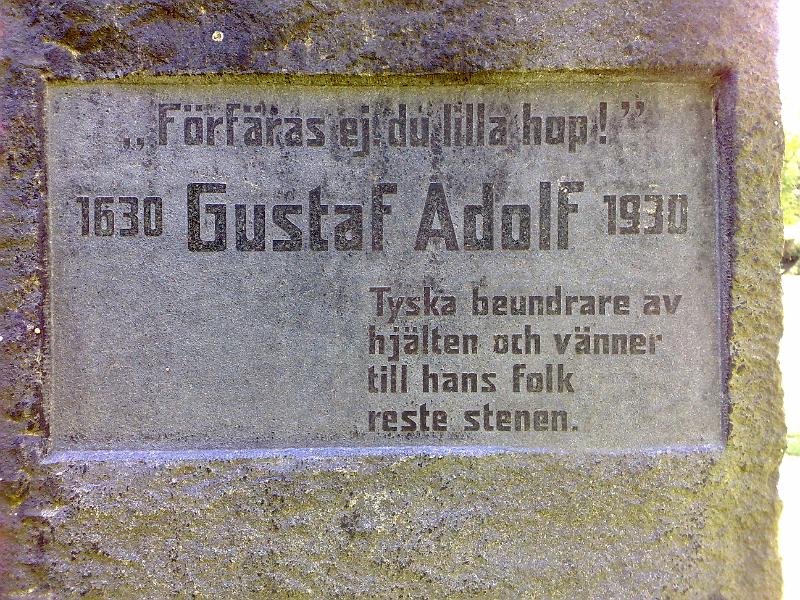 „Förfäras ej du lilla hop!”
1630 Gustaf Adolf 1930
Tyska beundrare av
hjälten och vänner
till hans folk
reste stenen.